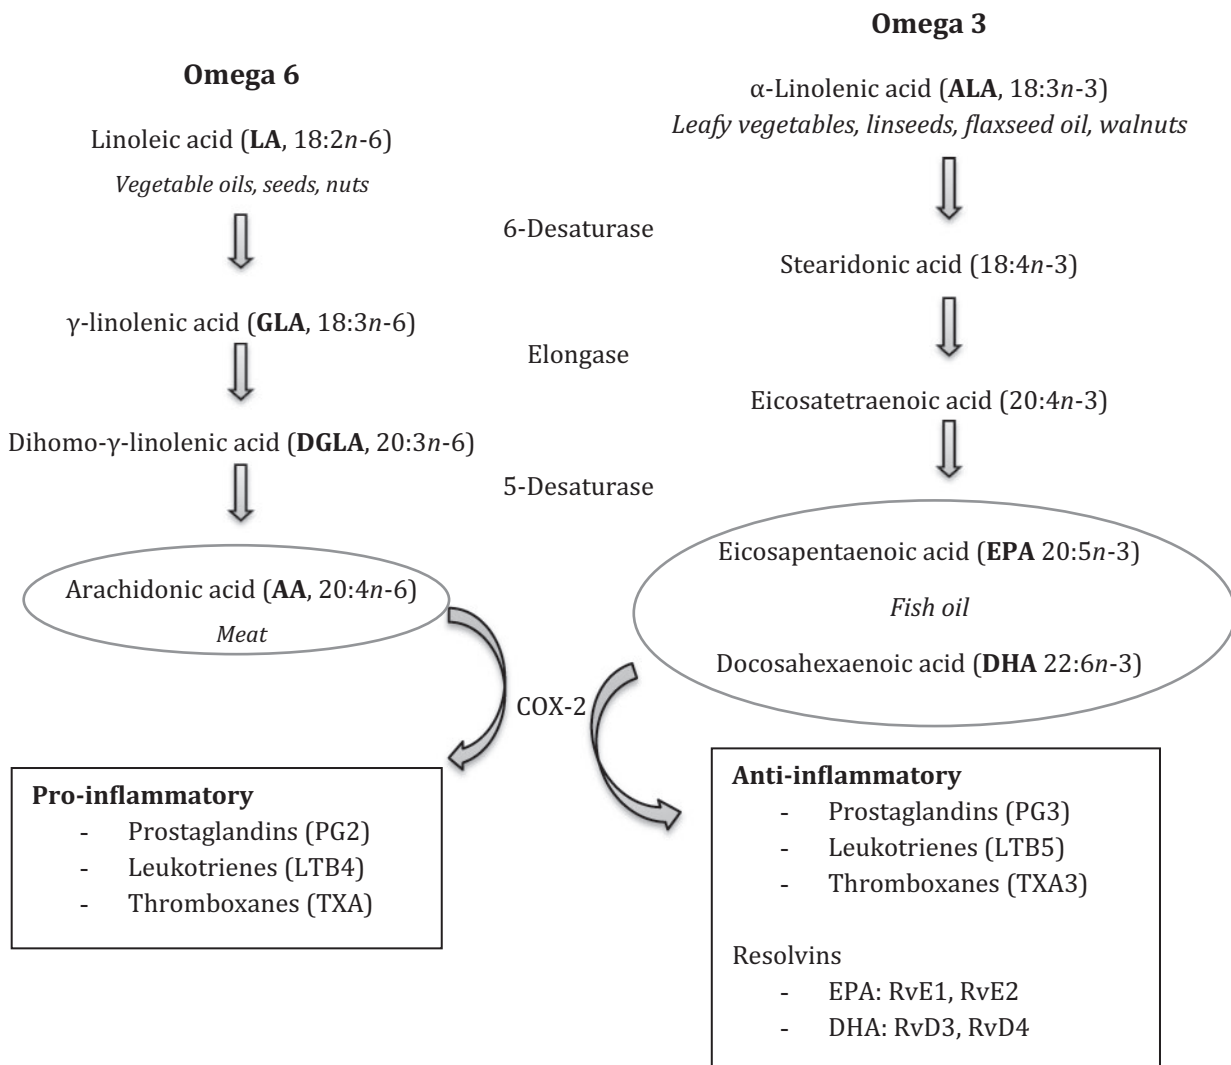 Omega 3
Omega 6
α-Linolenic acid (ALA, 18:3n-3)
Leafy vegetables, linseeds, flaxseed oil, walnuts
Linoleic acid (LA, 18:2n-6)
Vegetable oils, seeds, nuts
6-Desaturase
Stearidonic acid (18:4n-3)
γ-linolenic acid (GLA, 18:3n-6)
Elongase
Eicosatetraenoic acid (20:4n-3)
Dihomo-γ-linolenic acid (DGLA, 20:3n-6)
5-Desaturase
Eicosapentaenoic acid (EPA 20:5n-3)
Arachidonic acid (AA, 20:4n-6)
Fish oil
Meat
Docosahexaenoic acid (DHA 22:6n-3)
COX-2
Pro-inflammatory
- Prostaglandins (PG2)
- Leukotrienes (LTB4)
- Thromboxanes (TXA)
Anti-inflammatory
- Prostaglandins (PG3)
- Leukotrienes (LTB5)
- Thromboxanes (TXA3)
Resolvins
- EPA: RvE1, RvE2
- DHA: RvD3, RvD4